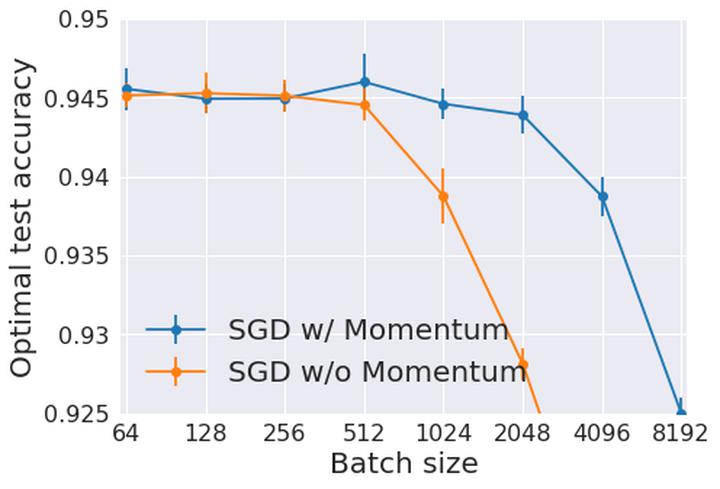 0.95
0.945
0.94
0.935
0.93
0.925
Optimal test accuracy
SGD w/ Momentum
SGD w/o Momentum
64 128 256 512 1024 2048 4096 8192
Batch size